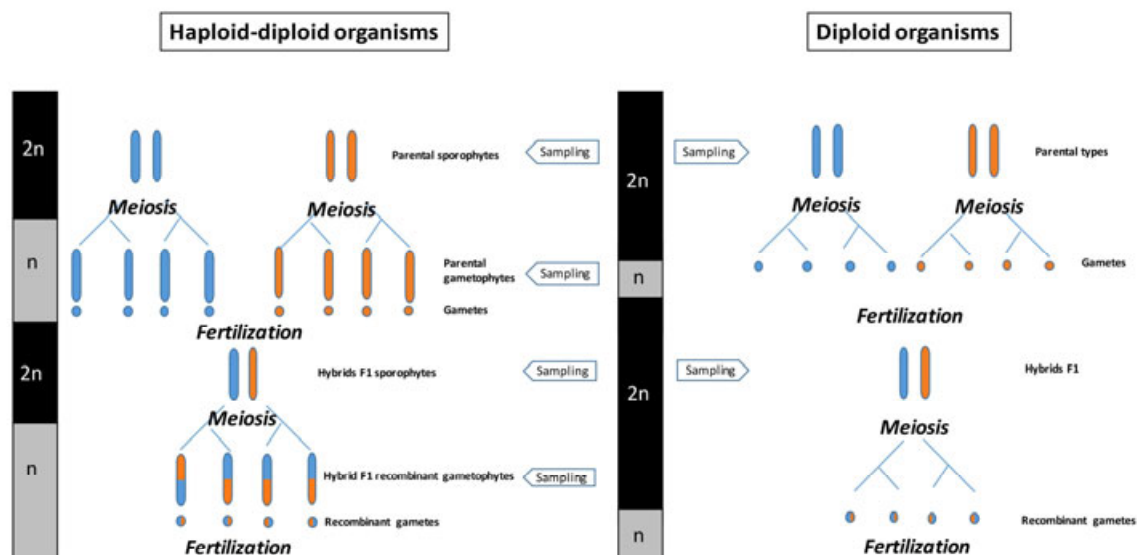 Haploid-diploid organisms
2n
Parental sporophytes
Sampling
Meiosis
Meiosis
n
Parental
gametophytes
Sampling
Gametes
Fertilization
2n
Hybrids F1 sporophytes
Sampling
Meiosis
n
Hybrid F1 recombinant gametophytes
Sampling
Recombinant gametes
Fertilization
Diploid organisms
2n
Sampling
Parental types
Meiosis
Meiosis
n
Gametes
Fertilization
2n
Sampling
Hybrids F1
Meiosis
n
Recombinant gametes
Fertilization